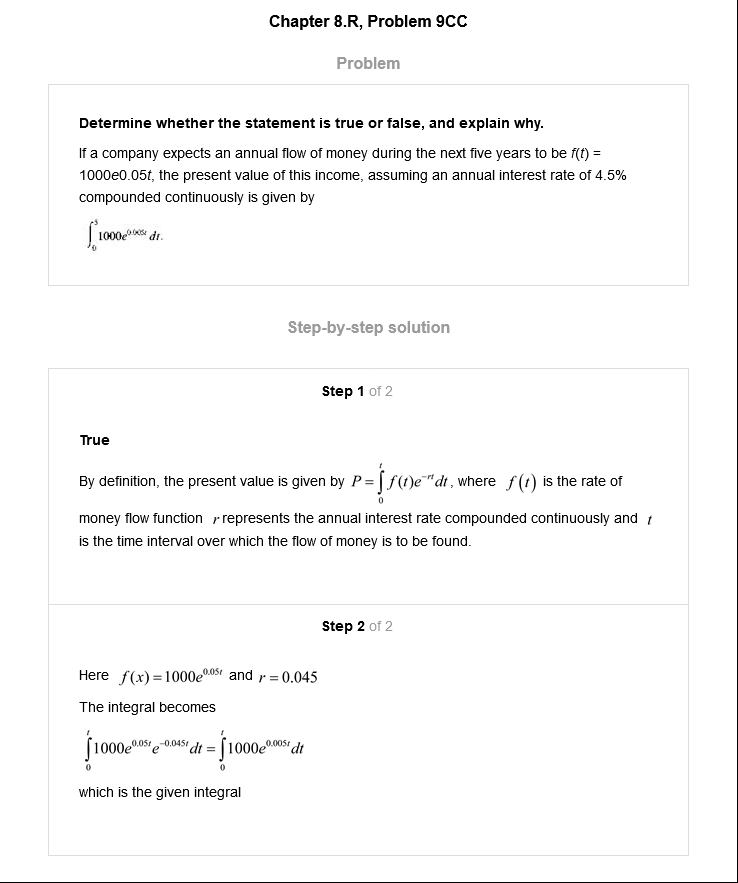 Chapter 8.R, Problem 9CC
Problem
Determine whether the statement is true or false, and explain why.
If a company expects an annual flow of money during the next five years to be f(t) =
1000e0.05t, the present value of this income, assuming an annual interest rate of 4.5%
compounded continuously is given by
∫₀⁵ 1000e^{0.005t} dt.
Step-by-step solution
Step 1 of 2
True
By definition, the present value is given by P = ∫₀ᵗ f(t)e^{−rt}dt, where f(t) is the rate of
money flow function r represents the annual interest rate compounded continuously and t
is the time interval over which the flow of money is to be found.
Step 2 of 2
Here f(x) = 1000e^{0.05t} and r = 0.045
The integral becomes
∫₀ᵗ 1000e^{0.05t}e^{−0.045t}dt = ∫₀ᵗ 1000e^{0.005t}dt
which is the given integral